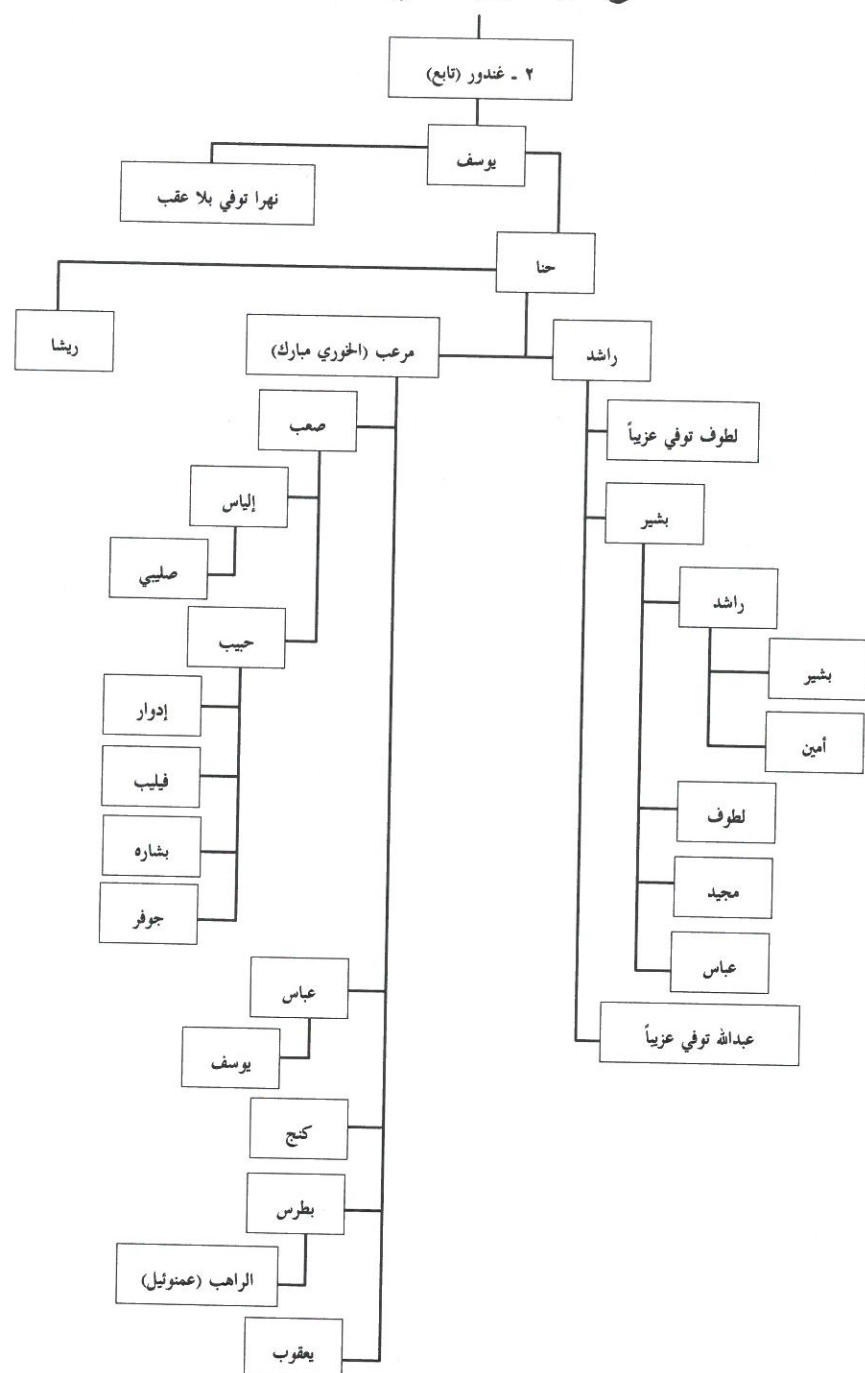 ٢ ـ غندور (تابع)
يوسف
نهرا توفي بلا عقب
حنا
راشد
مرعب (الخوري مبارك)
ريشا
لطوف توفي عزيباً
بشير
راشد
بشير
أمين
لطوف
مجيد
عباس
عبدالله توفي عزيباً
صعب
إلياس
صليبي
حبيب
إدوار
فيليب
بشاره
جوفر
عباس
يوسف
كنج
بطرس
الراهب (عمنوئيل)
يعقوب